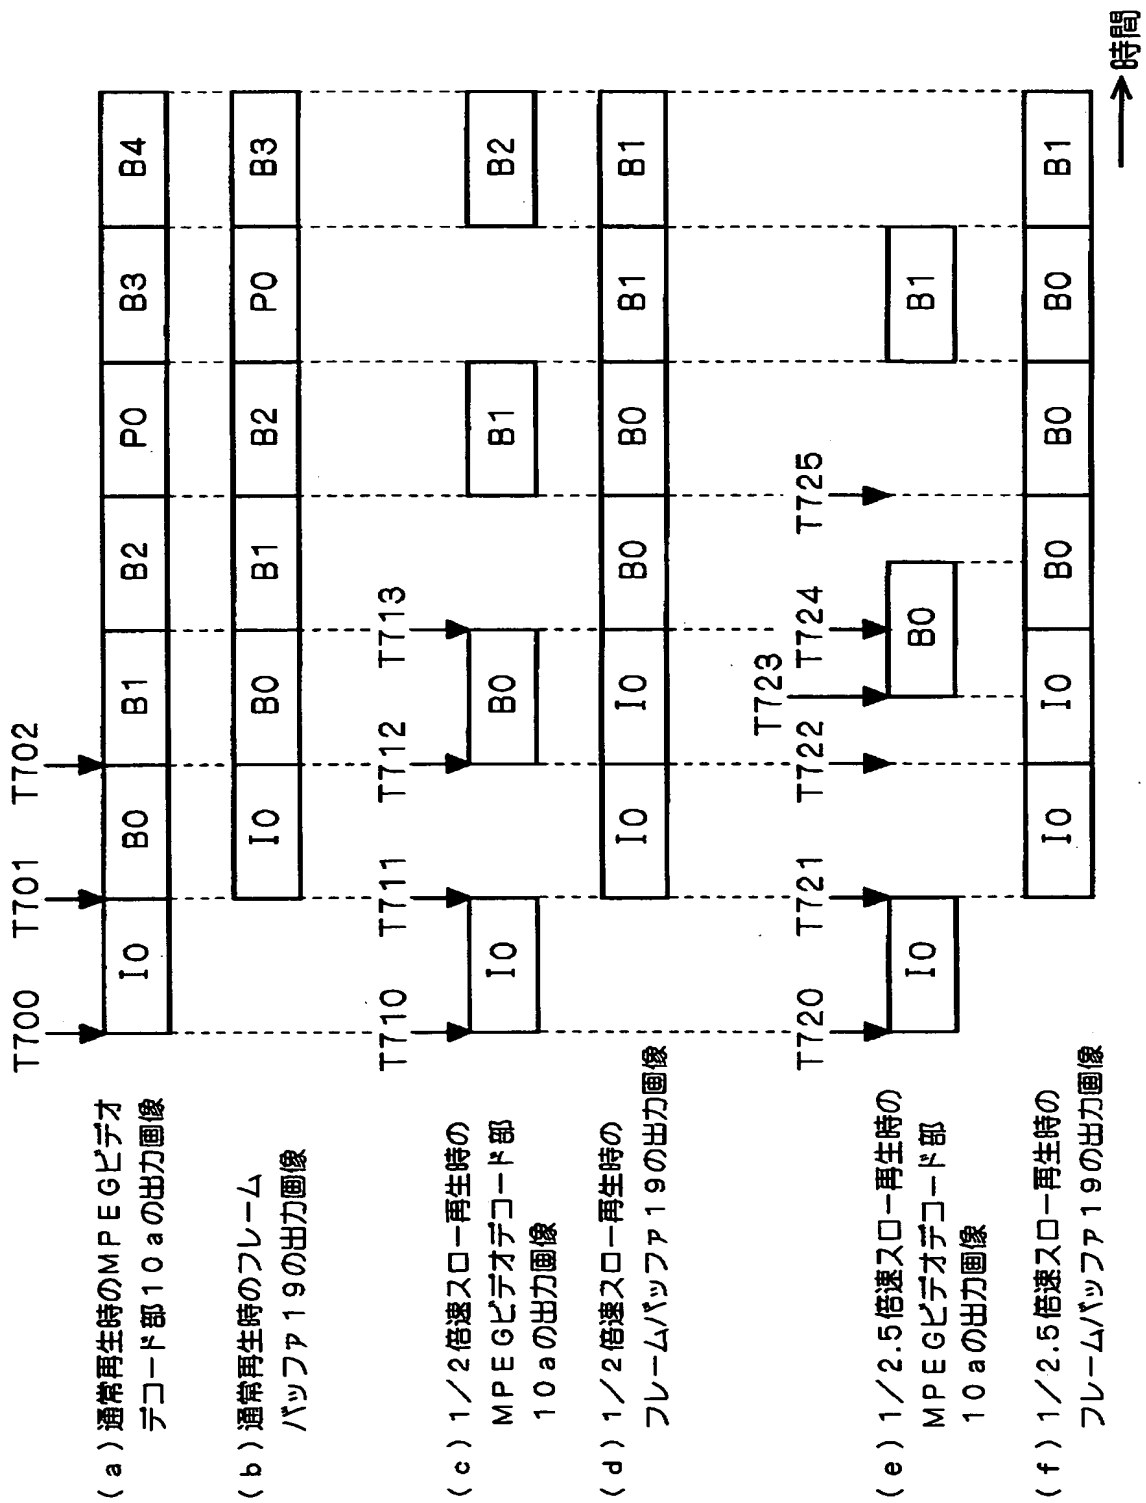 T700 T701 T702
(a) 通常再生時のMPEGビデオ
デコード部10aの出力画像
I0 B0 B1 B2 P0 B3 B4
(b) 通常再生時のフレーム
バッファ19の出力画像
I0 B0 B1 B2 P0 B3
T710 T711 T712 T713
(c) 1/2倍速スロー再生時の
MPEGビデオデコード部
10aの出力画像
I0 B0 B1 B2
(d) 1/2倍速スロー再生時の
フレームバッファ19の出力画像
I0 I0 B0 B0 B1 B1
T723
T720 T721 T722 T724 T725
(e) 1/2.5倍速スロー再生時の
MPEGビデオデコード部
10aの出力画像
I0 B0 B1
(f) 1/2.5倍速スロー再生時の
フレームバッファ19の出力画像
I0 I0 B0 B0 B0 B1
時間